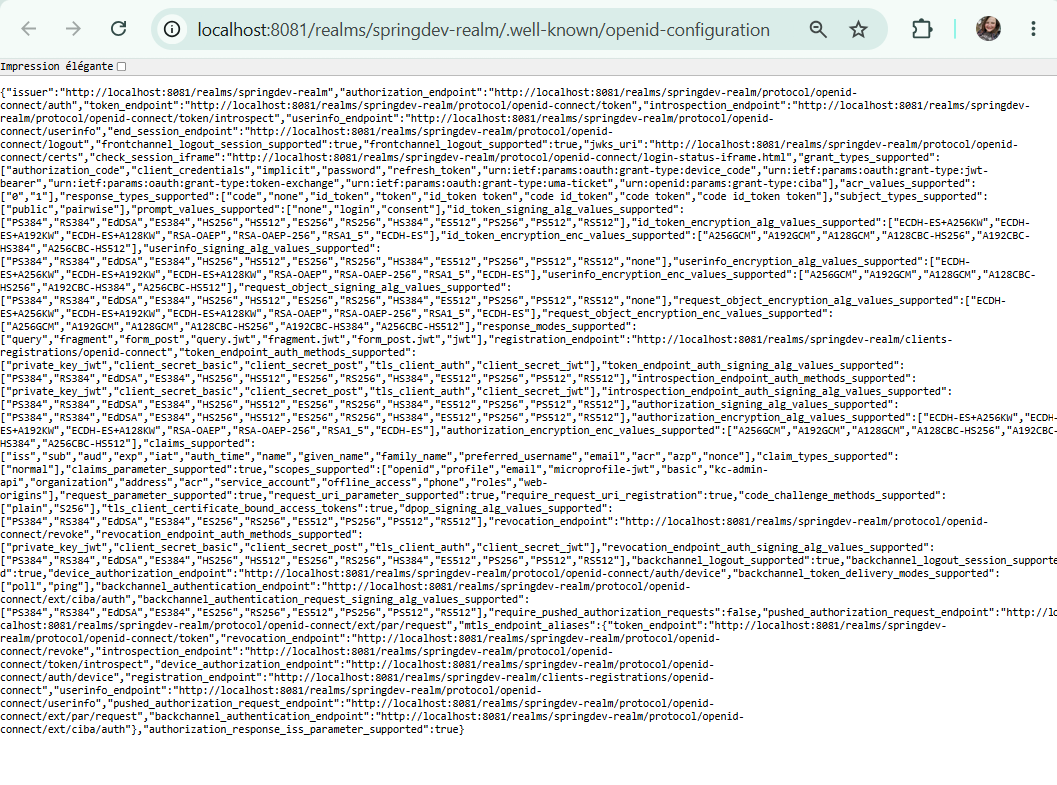 localhost:8081/realms/springdev-realm/.well-known/openid-configuration
Impression élégante
{"issuer":"http://localhost:8081/realms/springdev-realm","authorization_endpoint":"http://localhost:8081/realms/springdev-realm/protocol/openid-
connect/auth","token_endpoint":"http://localhost:8081/realms/springdev-realm/protocol/openid-connect/token","introspection_endpoint":"http://localhost:8081/realms/springdev-
realm/protocol/openid-connect/token/introspect","userinfo_endpoint":"http://localhost:8081/realms/springdev-realm/protocol/openid-
connect/userinfo","end_session_endpoint":"http://localhost:8081/realms/springdev-realm/protocol/openid-
connect/logout","frontchannel_logout_session_supported":true,"frontchannel_logout_supported":true,"jwks_uri":"http://localhost:8081/realms/springdev-realm/protocol/openid-
connect/certs","check_session_iframe":"http://localhost:8081/realms/springdev-realm/protocol/openid-connect/login-status-iframe.html","grant_types_supported":
["authorization_code","client_credentials","implicit","password","refresh_token","urn:ietf:params:oauth:grant-type:device_code","urn:ietf:params:oauth:grant-type:jwt-
bearer","urn:ietf:params:oauth:grant-type:token-exchange","urn:ietf:params:oauth:grant-type:uma-ticket","urn:openid:params:grant-type:ciba"],"acr_values_supported":
["0","1"],"response_types_supported":["code","none","id_token","token","id_token token","code id_token","code token","code id_token token"],"subject_types_supported":
["public","pairwise"],"prompt_values_supported":["none","login","consent"],"id_token_signing_alg_values_supported":
["PS384","RS384","EdDSA","ES384","HS256","HS512","ES256","RS256","HS384","ES512","PS256","PS512","RS512"],"id_token_encryption_alg_values_supported":["ECDH-ES+A256KW","ECDH-
ES+A192KW","ECDH-ES+A128KW","RSA-OAEP","RSA-OAEP-256","RSA1_5","ECDH-ES"],"id_token_encryption_enc_values_supported":["A256GCM","A192GCM","A128GCM","A128CBC-HS256","A192CBC-
HS384","A256CBC-HS512"],"userinfo_signing_alg_values_supported":
["PS384","RS384","EdDSA","ES384","HS256","HS512","ES256","RS256","HS384","ES512","PS256","PS512","RS512","none"],"userinfo_encryption_alg_values_supported":["ECDH-
ES+A256KW","ECDH-ES+A192KW","ECDH-ES+A128KW","RSA-OAEP","RSA-OAEP-256","RSA1_5","ECDH-ES"],"userinfo_encryption_enc_values_supported":["A256GCM","A192GCM","A128GCM","A128CBC-
HS256","A192CBC-HS384","A256CBC-HS512"],"request_object_signing_alg_values_supported":
["PS384","RS384","EdDSA","ES384","HS256","HS512","ES256","RS256","HS384","ES512","PS256","PS512","RS512","none"],"request_object_encryption_alg_values_supported":["ECDH-
ES+A256KW","ECDH-ES+A192KW","ECDH-ES+A128KW","RSA-OAEP","RSA-OAEP-256","RSA1_5","ECDH-ES"],"request_object_encryption_enc_values_supported":
["A256GCM","A192GCM","A128GCM","A128CBC-HS256","A192CBC-HS384","A256CBC-HS512"],"response_modes_supported":
["query","fragment","form_post","query.jwt","fragment.jwt","form_post.jwt","jwt"],"registration_endpoint":"http://localhost:8081/realms/springdev-realm/clients-
registrations/openid-connect","token_endpoint_auth_methods_supported":
["private_key_jwt","client_secret_basic","client_secret_post","tls_client_auth","client_secret_jwt"],"token_endpoint_auth_signing_alg_values_supported":
["PS384","RS384","EdDSA","ES384","HS256","HS512","ES256","RS256","HS384","ES512","PS256","PS512","RS512"],"introspection_endpoint_auth_methods_supported":
["private_key_jwt","client_secret_basic","client_secret_post","tls_client_auth","client_secret_jwt"],"introspection_endpoint_auth_signing_alg_values_supported":
["PS384","RS384","EdDSA","ES384","HS256","HS512","ES256","RS256","HS384","ES512","PS256","PS512","RS512"],"authorization_signing_alg_values_supported":
["PS384","RS384","EdDSA","ES384","HS256","HS512","ES256","RS256","HS384","ES512","PS256","PS512","RS512"],"authorization_encryption_alg_values_supported":["ECDH-ES+A256KW","ECDH-
ES+A192KW","ECDH-ES+A128KW","RSA-OAEP","RSA-OAEP-256","RSA1_5","ECDH-ES"],"authorization_encryption_enc_values_supported":["A256GCM","A192GCM","A128GCM","A128CBC-HS256","A192CBC-
HS384","A256CBC-HS512"],"claims_supported":
["iss","sub","aud","exp","iat","auth_time","name","given_name","family_name","preferred_username","email","acr","azp","nonce"],"claim_types_supported":
["normal"],"claims_parameter_supported":true,"scopes_supported":["openid","profile","email","microprofile-jwt","basic","kc-admin-
api","organization","address","acr","service_account","offline_access","phone","roles","web-
origins"],"request_parameter_supported":true,"request_uri_parameter_supported":true,"require_request_uri_registration":true,"code_challenge_methods_supported":
["plain","S256"],"tls_client_certificate_bound_access_tokens":true,"dpop_signing_alg_values_supported":
["PS384","RS384","EdDSA","ES384","ES256","RS256","ES512","PS256","PS512","RS512"],"revocation_endpoint":"http://localhost:8081/realms/springdev-realm/protocol/openid-
connect/revoke","revocation_endpoint_auth_methods_supported":
["private_key_jwt","client_secret_basic","client_secret_post","tls_client_auth","client_secret_jwt"],"revocation_endpoint_auth_signing_alg_values_supported":
["PS384","RS384","EdDSA","ES384","HS256","HS512","ES256","RS256","HS384","ES512","PS256","PS512","RS512"],"backchannel_logout_supported":true,"backchannel_logout_session_supporte
d":true,"device_authorization_endpoint":"http://localhost:8081/realms/springdev-realm/protocol/openid-connect/auth/device","backchannel_token_delivery_modes_supported":
["poll","ping"],"backchannel_authentication_endpoint":"http://localhost:8081/realms/springdev-realm/protocol/openid-
connect/ext/ciba/auth","backchannel_authentication_request_signing_alg_values_supported":
["PS384","RS384","EdDSA","ES384","ES256","RS256","ES512","PS256","PS512","RS512"],"require_pushed_authorization_requests":false,"pushed_authorization_request_endpoint":"http://lo
calhost:8081/realms/springdev-realm/protocol/openid-connect/ext/par/request","mtls_endpoint_aliases":{"token_endpoint":"http://localhost:8081/realms/springdev-
realm/protocol/openid-connect/token","revocation_endpoint":"http://localhost:8081/realms/springdev-realm/protocol/openid-
connect/revoke","introspection_endpoint":"http://localhost:8081/realms/springdev-realm/protocol/openid-
connect/token/introspect","device_authorization_endpoint":"http://localhost:8081/realms/springdev-realm/protocol/openid-
connect/auth/device","registration_endpoint":"http://localhost:8081/realms/springdev-realm/clients-registrations/openid-
connect","userinfo_endpoint":"http://localhost:8081/realms/springdev-realm/protocol/openid-
connect/userinfo","pushed_authorization_request_endpoint":"http://localhost:8081/realms/springdev-realm/protocol/openid-
connect/ext/par/request","backchannel_authentication_endpoint":"http://localhost:8081/realms/springdev-realm/protocol/openid-
connect/ext/ciba/auth"},"authorization_response_iss_parameter_supported":true}